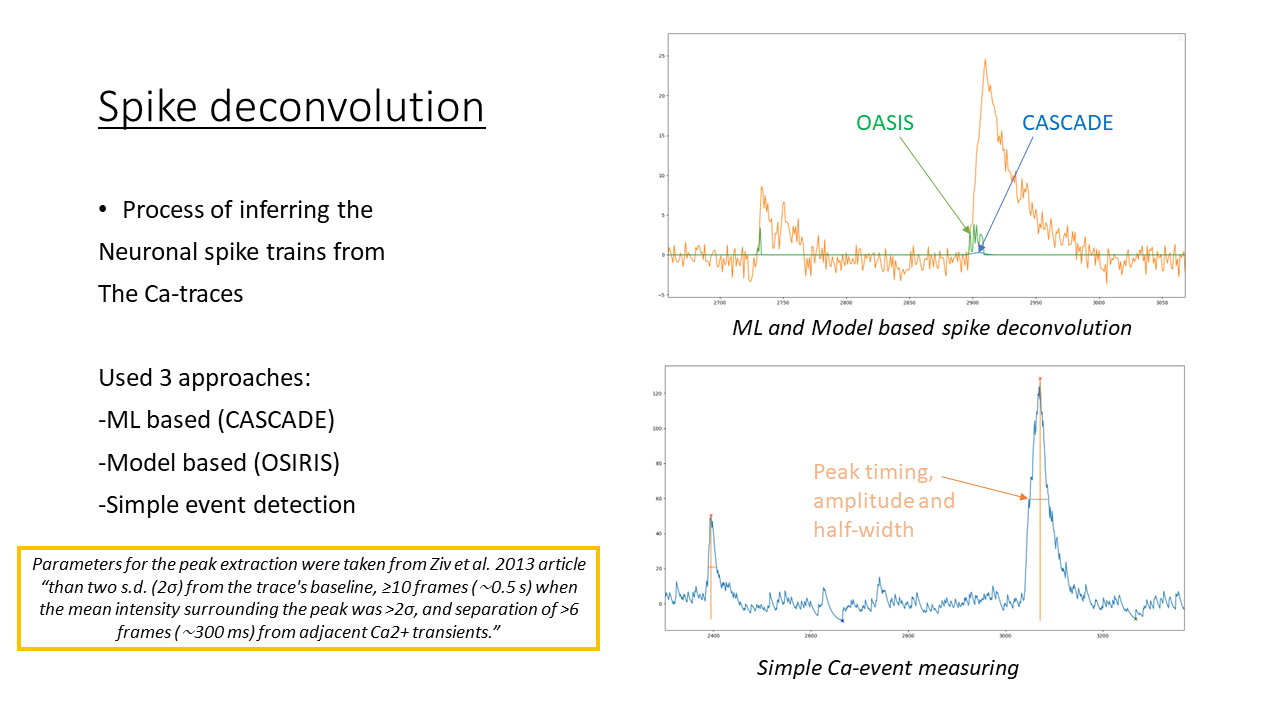 Spike deconvolution
• Process of inferring the
Neuronal spike trains from
The Ca-traces
Used 3 approaches:
-ML based (CASCADE)
-Model based (OSIRIS)
-Simple event detection
Parameters for the peak extraction were taken from Ziv et al. 2013 article
“than two s.d. (2σ) from the trace's baseline, ≥10 frames (∼0.5 s) when
the mean intensity surrounding the peak was >2σ, and separation of >6
frames (∼300 ms) from adjacent Ca2+ transients.”
25
20
15
10
5
0
−5
2700 2750 2800 2850 2900 2950 3000 3050
OASIS
CASCADE
ML and Model based spike deconvolution
120
100
80
60
40
20
0
2400 2600 2800 3000 3200
Peak timing,
amplitude and
half-width
Simple Ca-event measuring